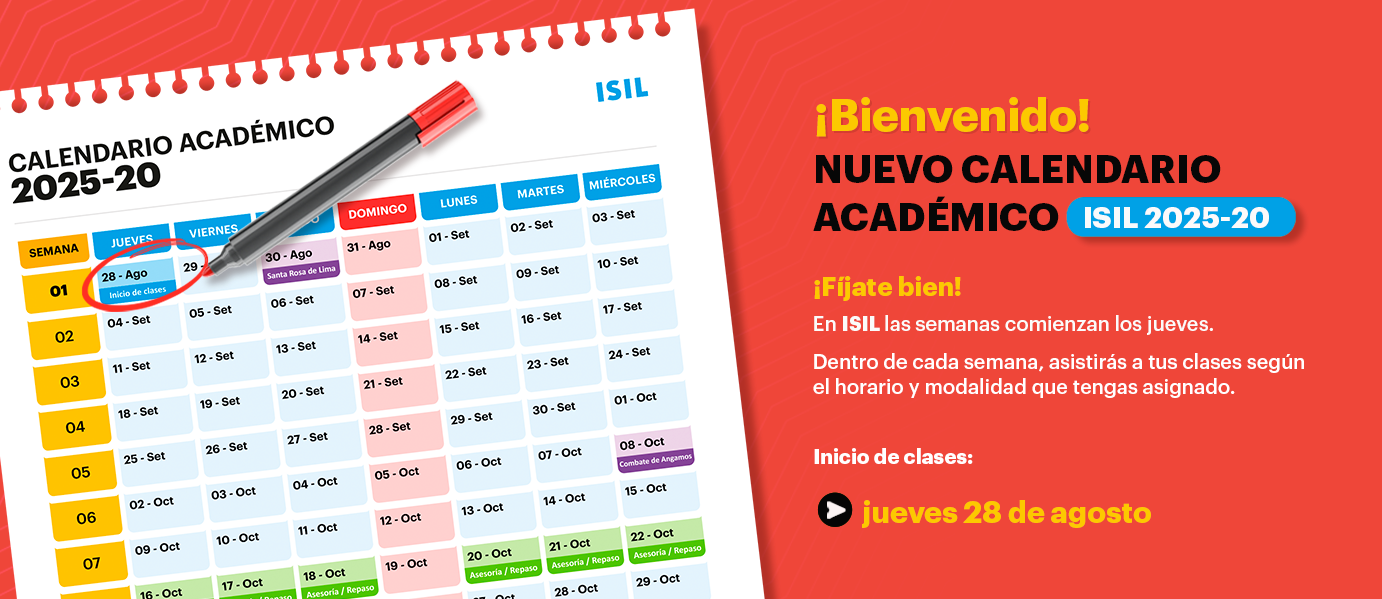 ISIL
CALENDARIO ACADÉMICO
2025-20
SEMANA JUEVES VIERNES DOMINGO LUNES MARTES MIÉRCOLES
01 28 - Ago 29 - 30 - Ago 31 - Ago 01 - Set 02 - Set 03 - Set
Inicio de clases Santa Rosa de Lima
02 04 - Set 05 - Set 06 - Set 07 - Set 08 - Set 09 - Set 10 - Set
03 11 - Set 12 - Set 13 - Set 14 - Set 15 - Set 16 - Set 17 - Set
04 18 - Set 19 - Set 20 - Set 21 - Set 22 - Set 23 - Set 24 - Set
05 25 - Set 26 - Set 27 - Set 28 - Set 29 - Set 30 - Set 01 - Oct
06 02 - Oct 03 - Oct 04 - Oct 05 - Oct 06 - Oct 07 - Oct 08 - Oct
Combate de Angamos
07 09 - Oct 10 - Oct 11 - Oct 12 - Oct 13 - Oct 14 - Oct 15 - Oct
16 - Oct 17 - Oct 18 - Oct 19 - Oct 20 - Oct 21 - Oct 22 - Oct
Asesoría / Repaso Asesoría / Repaso Asesoría / Repaso Asesoría / Repaso Asesoría / Repaso
28 - Oct 29 - Oct
¡Bienvenido!
NUEVO CALENDARIO
ACADÉMICO ISIL 2025-20
¡Fíjate bien!
En ISIL las semanas comienzan los jueves.
Dentro de cada semana, asistirás a tus clases según
el horario y modalidad que tengas asignado.
Inicio de clases:
jueves 28 de agosto